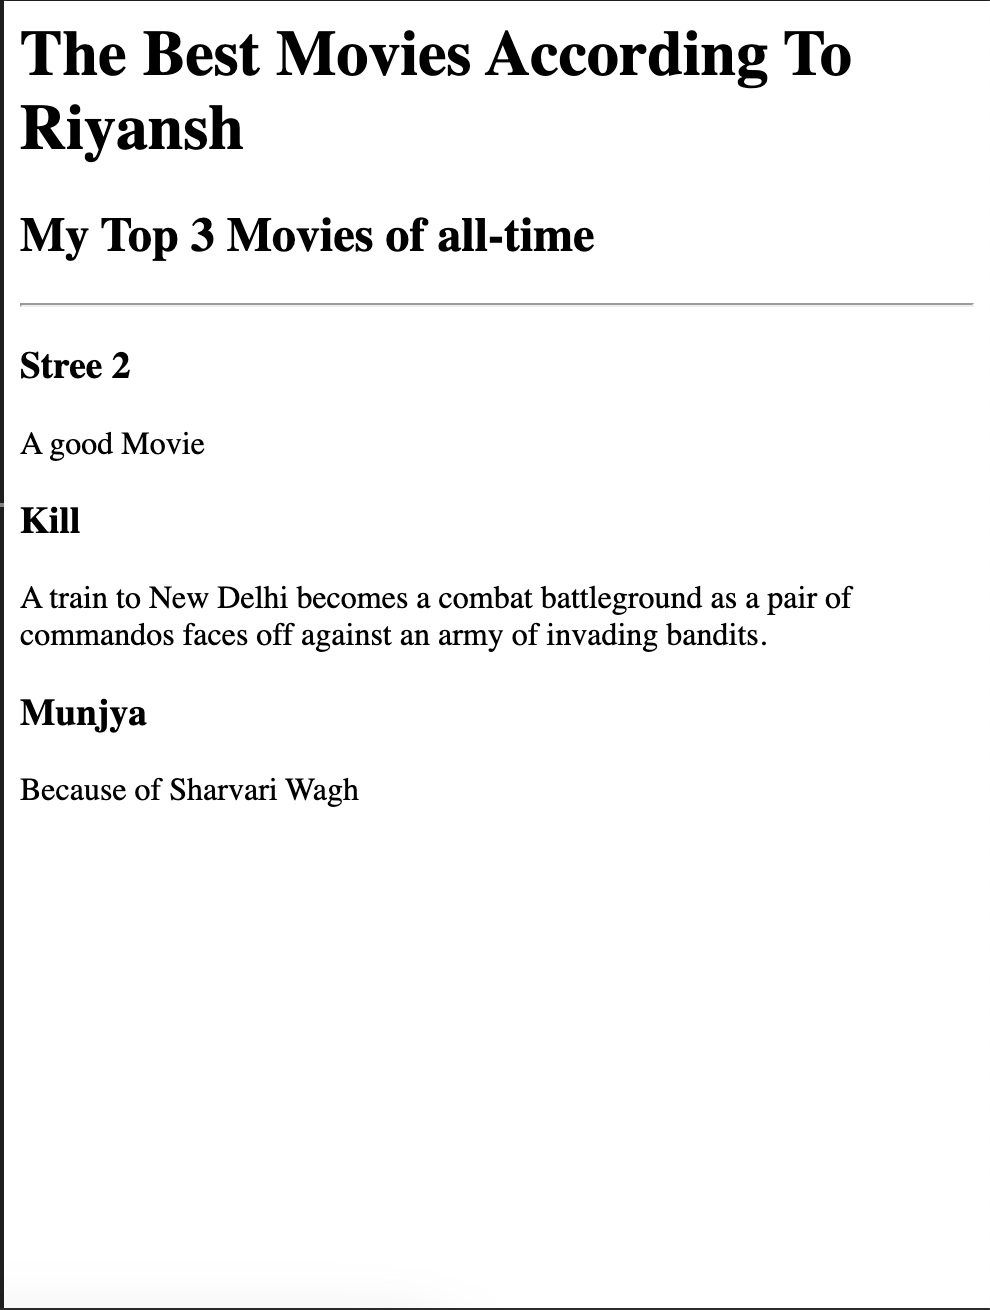 The Best Movies According To
Riyansh
My Top 3 Movies of all-time
Stree 2
A good Movie
Kill
A train to New Delhi becomes a combat battleground as a pair of
commandos faces off against an army of invading bandits.
Munjya
Because of Sharvari Wagh